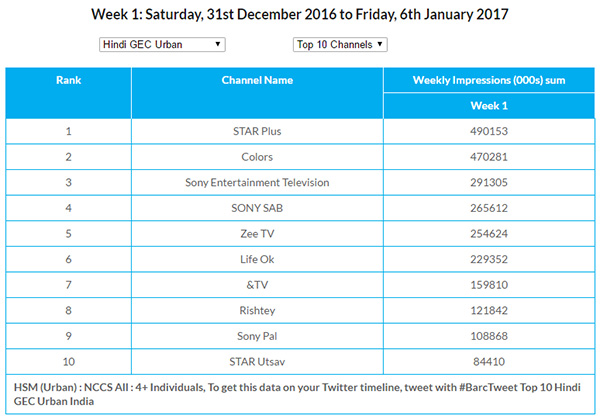 Week 1: Saturday, 31st December 2016 to Friday, 6th January 2017
Hindi GEC Urban Top 10 Channels
Rank Channel Name Weekly Impressions (000s) sum
Week 1
1 STAR Plus 490153
2 Colors 470281
3 Sony Entertainment Television 291305
4 SONY SAB 265612
5 Zee TV 254624
6 Life Ok 229352
7 &TV 159810
8 Rishtey 121842
9 Sony Pal 108868
10 STAR Utsav 84410
HSM (Urban) : NCCS All : 4+ Individuals, To get this data on your Twitter timeline, tweet with #BarcTweet Top 10 Hindi
GEC Urban India